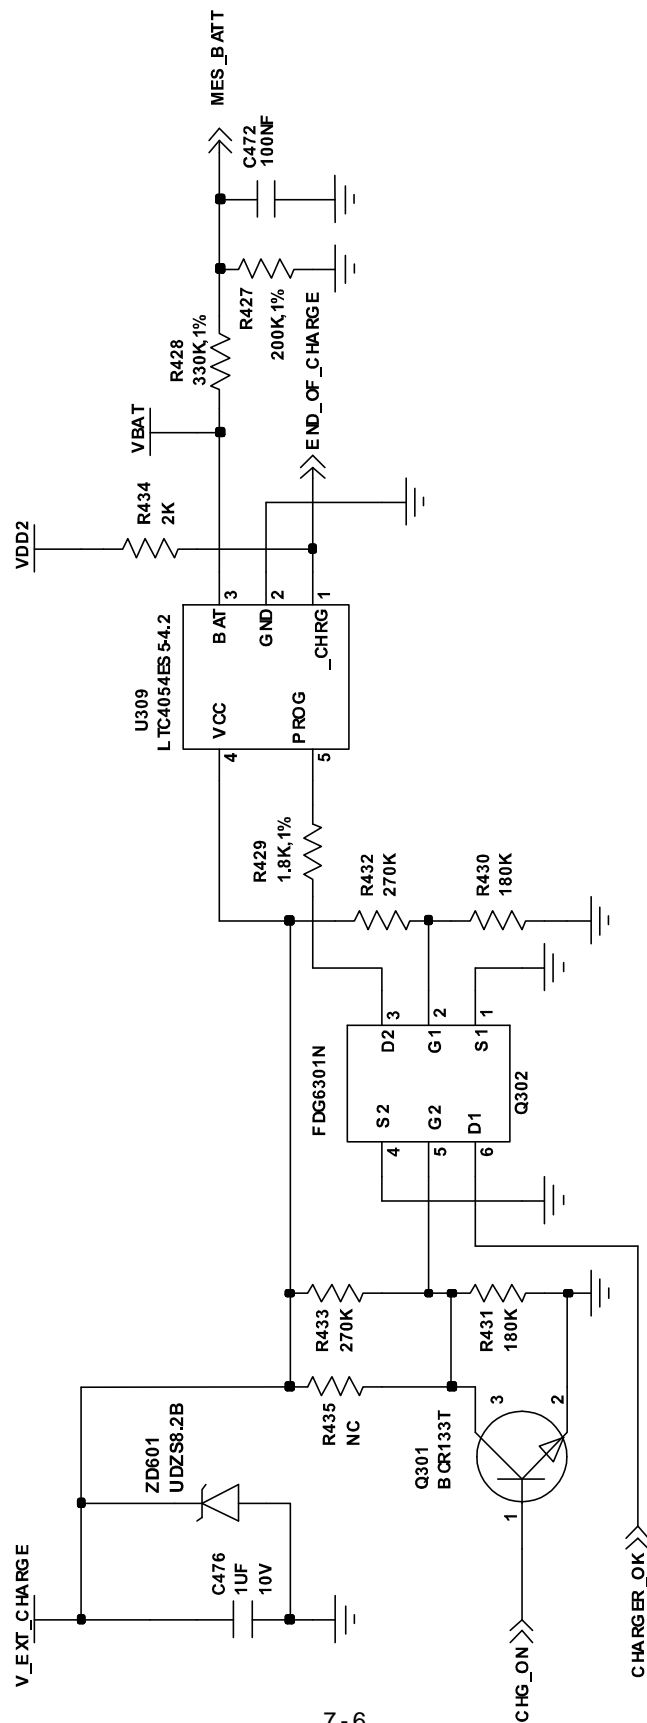 V_EXT_CHARGE
C476
1UF
10V
ZD601
UDZS8.2B
R435
NC
R433
270K
Q301
BCR133T
1
3
2
R431
180K
CHG_ON
CHARGER_OK
FDG6301N
S2
G2
D1
D2
G1
S1
4
5
6
3
2
1
Q302
R432
270K
R430
180K
R429
1.8K,1%
U309
LTC4054ES5-4.2
VCC
PROG
BAT
GND
_CHRG
4
5
3
2
1
VDD2
R434
2K
VBAT
END_OF_CHARGE
R428
330K,1%
R427
200K,1%
C472
100NF
MES_BATT
7-6